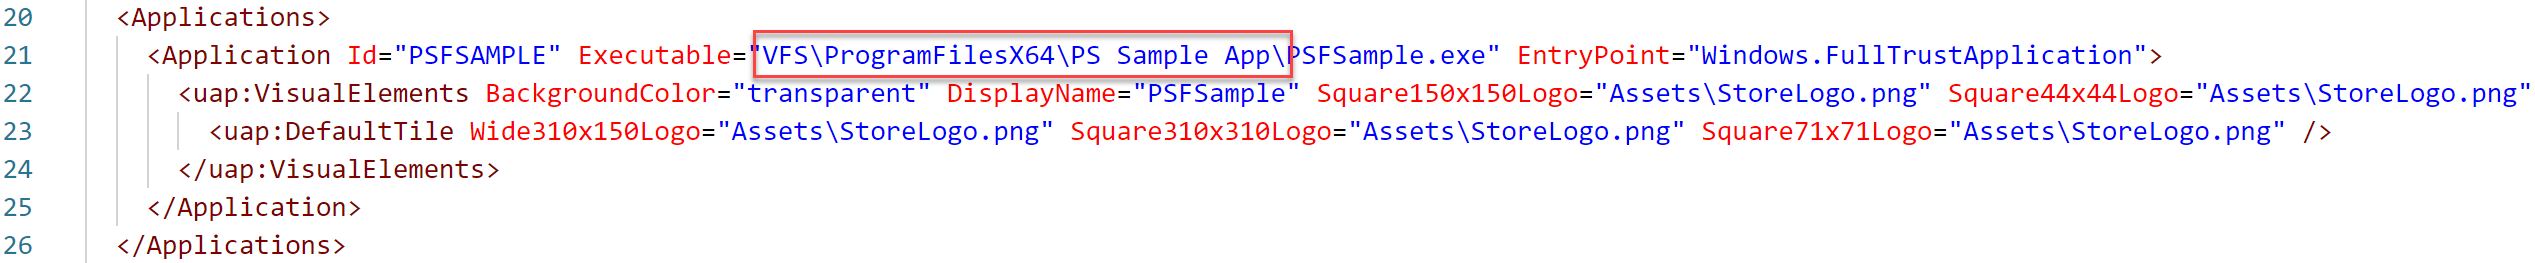 20 <Applications>
21 <Application Id="PSFSAMPLE" Executable="VFS\ProgramFilesX64\PS Sample App\PSFSample.exe" EntryPoint="Windows.FullTrustApplication">
22 <uap:VisualElements BackgroundColor="transparent" DisplayName="PSFSample" Square150x150Logo="Assets\StoreLogo.png" Square44x44Logo="Assets\StoreLogo.png"
23 <uap:DefaultTile Wide310x150Logo="Assets\StoreLogo.png" Square310x310Logo="Assets\StoreLogo.png" Square71x71Logo="Assets\StoreLogo.png" />
24 </uap:VisualElements>
25 </Application>
26 </Applications>